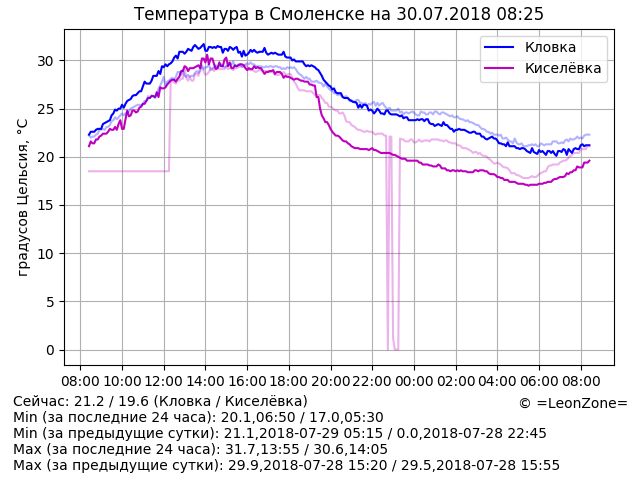 Температура в Смоленске на 30.07.2018 08:25
Кловка
Киселёвка
градусов Цельсия, °C
30
25
20
15
10
5
0
08:00 10:00 12:00 14:00 16:00 18:00 20:00 22:00 00:00 02:00 04:00 06:00 08:00
Сейчас: 21.2 / 19.6 (Кловка / Киселёвка)
© =LeonZone=
Min (за последние 24 часа): 20.1,06:50 / 17.0,05:30
Min (за предыдущие сутки): 21.1,2018-07-29 05:15 / 0.0,2018-07-28 22:45
Max (за последние 24 часа): 31.7,13:55 / 30.6,14:05
Max (за предыдущие сутки): 29.9,2018-07-28 15:20 / 29.5,2018-07-28 15:55